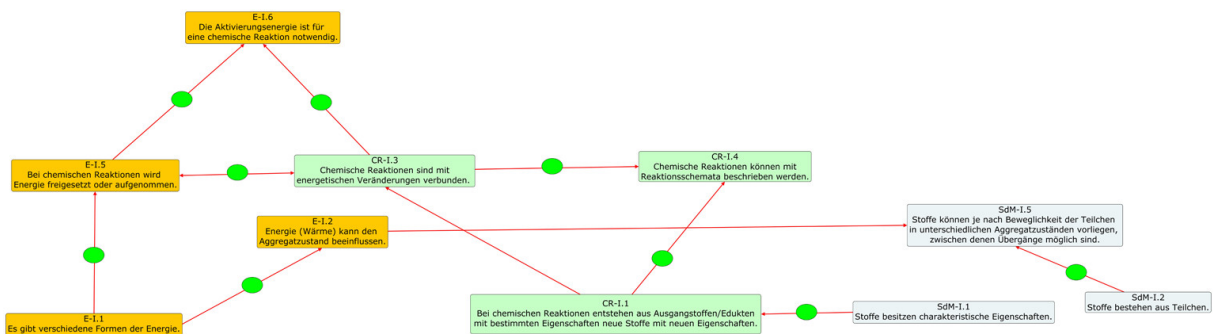 E-I.6
Die Aktivierungsenergie ist für
eine chemische Reaktion notwendig.
E-I.5
Bei chemischen Reaktionen wird
Energie freigesetzt oder aufgenommen.
CR-I.3
Chemische Reaktionen sind mit
energetischen Veränderungen verbunden.
CR-I.4
Chemische Reaktionen können mit
Reaktionsschemata beschrieben werden.
E-I.2
Energie (Wärme) kann den
Aggregatzustand beeinflussen.
SdM-I.5
Stoffe können je nach Beweglichkeit der Teilchen
in unterschiedlichen Aggregatzuständen vorliegen,
zwischen denen Übergänge möglich sind.
E-I.1
Es gibt verschiedene Formen der Energie.
CR-I.1
Bei chemischen Reaktionen entstehen aus Ausgangstoffen/Edukten
mit bestimmten Eigenschaften neue Stoffe mit neuen Eigenschaften.
SdM-I.1
Stoffe besitzen charakteristische Eigenschaften.
SdM-I.2
Stoffe bestehen aus Teilchen.